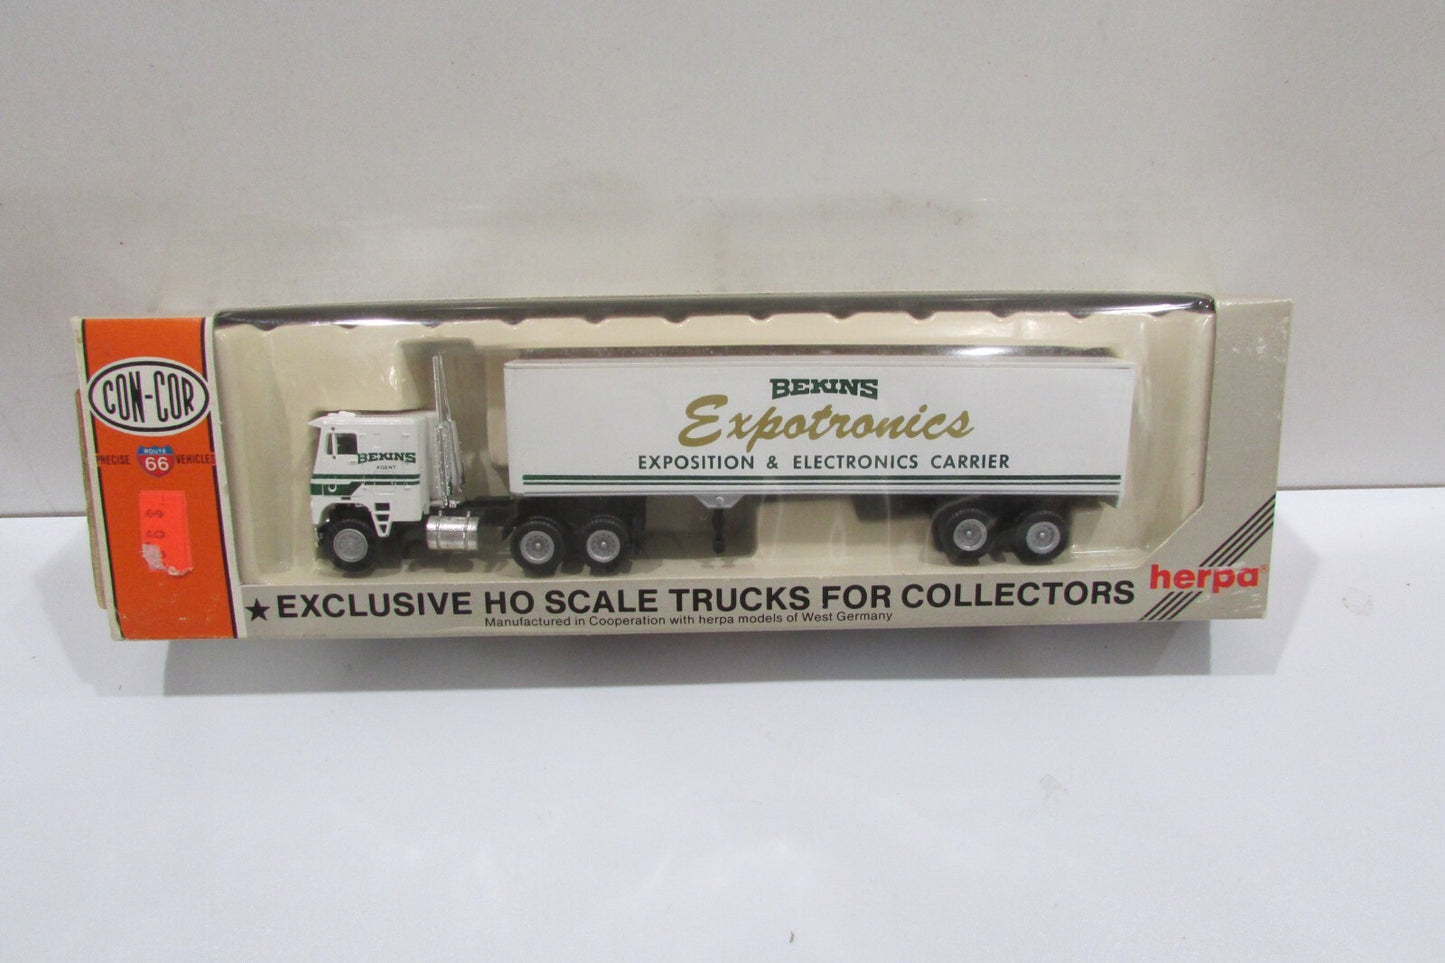 CON-COR
PRECISE ROUTE 66 VEHICLES
BEKINS
AGENT
BEKINS
Expotronics
EXPOSITION & ELECTRONICS CARRIER
★ EXCLUSIVE HO SCALE TRUCKS FOR COLLECTORS
Manufactured in Cooperation with herpa models of West Germany
herpa